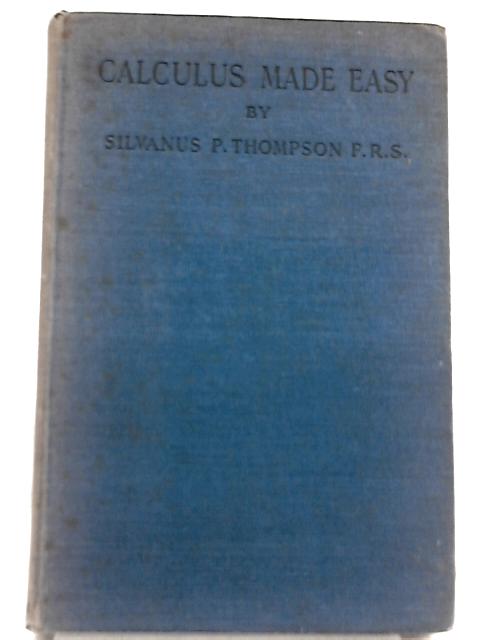 CALCULUS MADE EASY
BY
SILVANUS P. THOMPSON F.R.S.